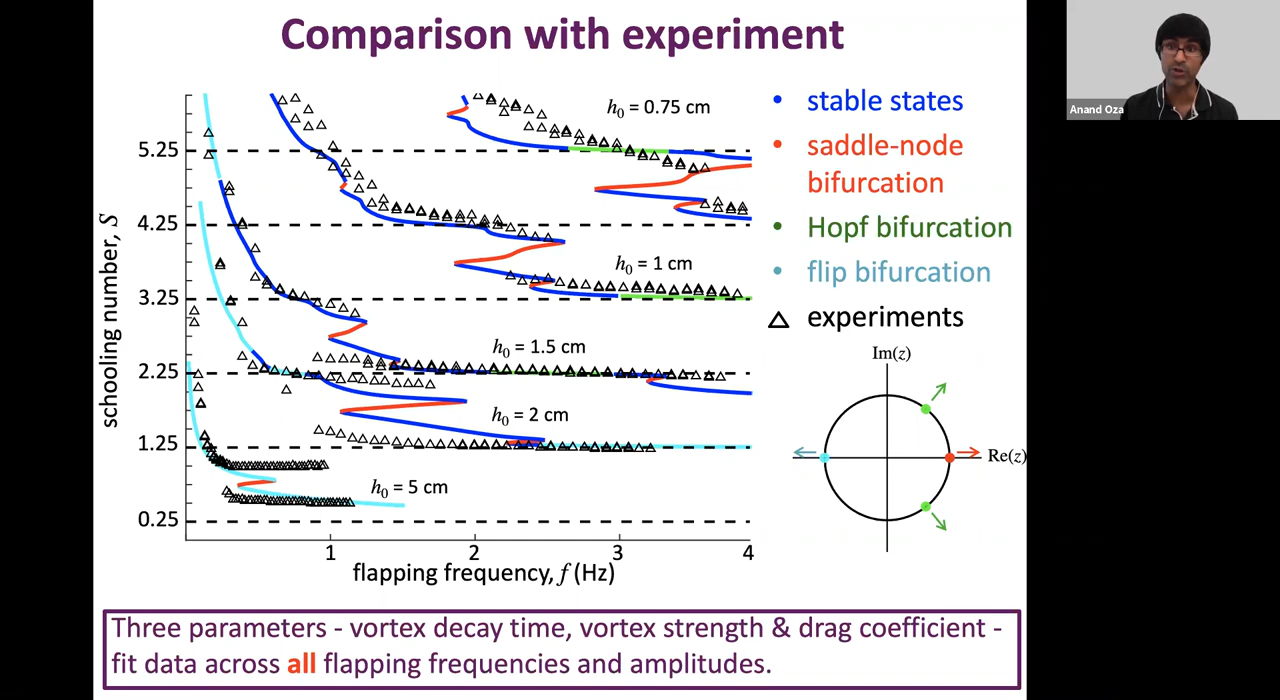 Comparison with experiment
Anand Oza
h₀ = 0.75 cm
h₀ = 1 cm
h₀ = 1.5 cm
h₀ = 2 cm
h₀ = 5 cm
schooling number, S
5.25
4.25
3.25
2.25
1.25
0.25
1
2
3
4
flapping frequency, f (Hz)
• stable states
• saddle-node
bifurcation
• Hopf bifurcation
• flip bifurcation
△ experiments
Im(z)
Re(z)
Three parameters - vortex decay time, vortex strength & drag coefficient -
fit data across all flapping frequencies and amplitudes.